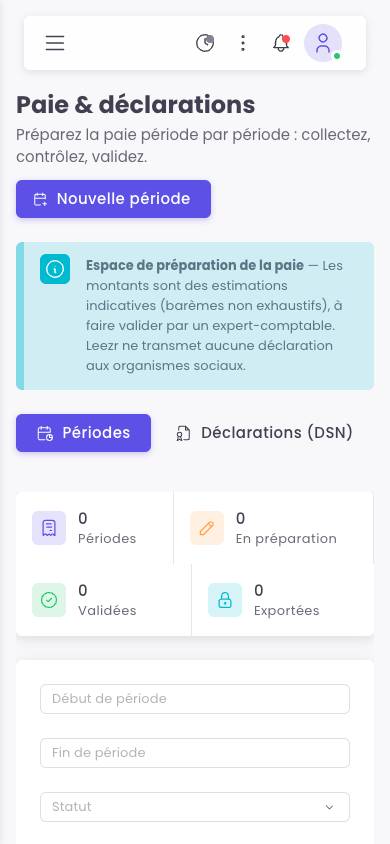 Paie & déclarations
Préparez la paie période par période : collectez,
contrôlez, validez.
Nouvelle période
Espace de préparation de la paie — Les
montants sont des estimations
indicatives (barèmes non exhaustifs), à
faire valider par un expert-comptable.
Leezr ne transmet aucune déclaration
aux organismes sociaux.
Périodes
Déclarations (DSN)
0
Périodes
0
En préparation
0
Validées
0
Exportées
Début de période
Fin de période
Statut